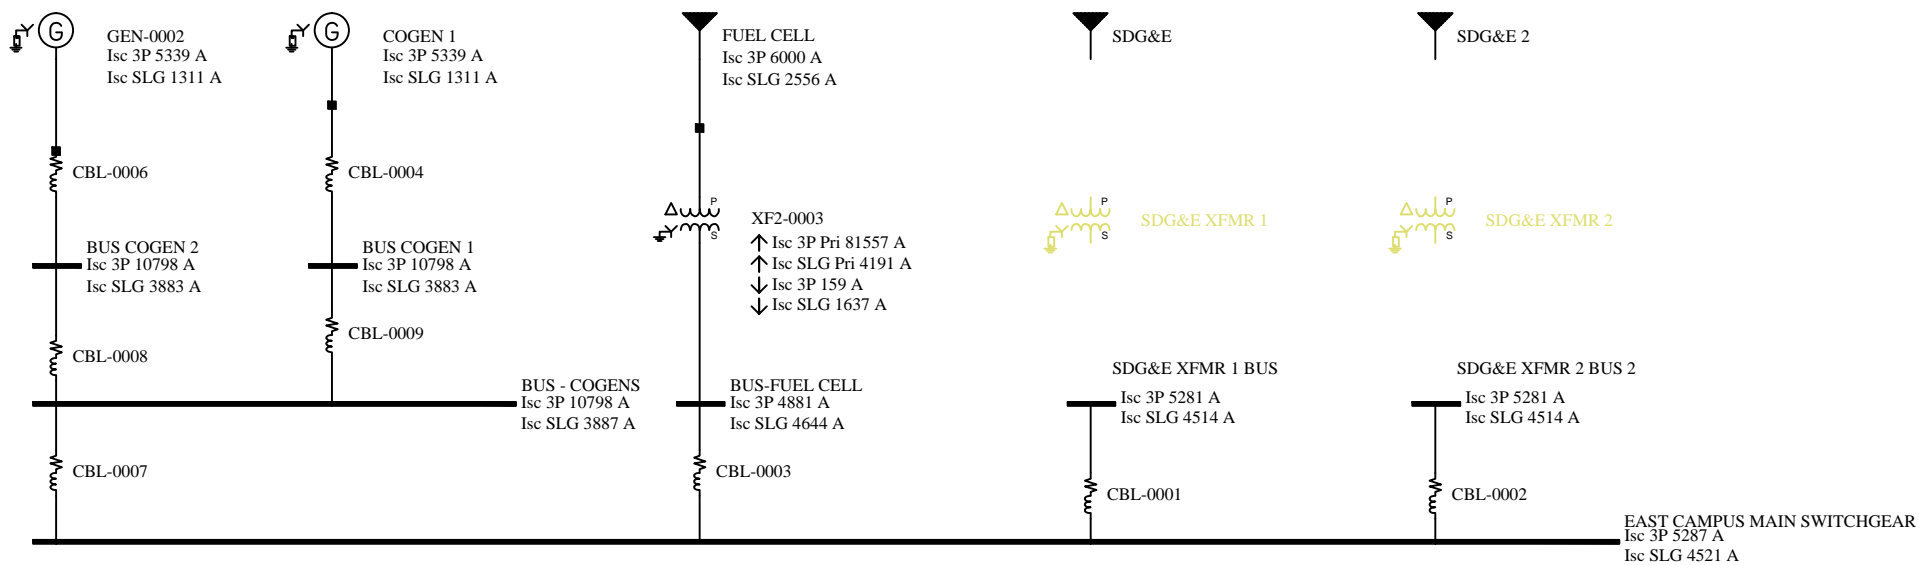 G
GEN-0002
Isc 3P 5339 A
Isc SLG 1311 A
G
COGEN 1
Isc 3P 5339 A
Isc SLG 1311 A
FUEL CELL
Isc 3P 6000 A
Isc SLG 2556 A
SDG&E
SDG&E 2
CBL-0006
CBL-0004
P
S
XF2-0003
Isc 3P Pri 81557 A
Isc SLG Pri 4191 A
Isc 3P 159 A
Isc SLG 1637 A
P
S
SDG&E XFMR 1
P
S
SDG&E XFMR 2
BUS COGEN 2
Isc 3P 10798 A
Isc SLG 3883 A
BUS COGEN 1
Isc 3P 10798 A
Isc SLG 3883 A
CBL-0008
CBL-0009
BUS - COGENS
Isc 3P 10798 A
Isc SLG 3887 A
BUS-FUEL CELL
Isc 3P 4881 A
Isc SLG 4644 A
SDG&E XFMR 1 BUS
Isc 3P 5281 A
Isc SLG 4514 A
SDG&E XFMR 2 BUS 2
Isc 3P 5281 A
Isc SLG 4514 A
CBL-0007
CBL-0003
CBL-0001
CBL-0002
EAST CAMPUS MAIN SWITCHGEAR
Isc 3P 5287 A
Isc SLG 4521 A